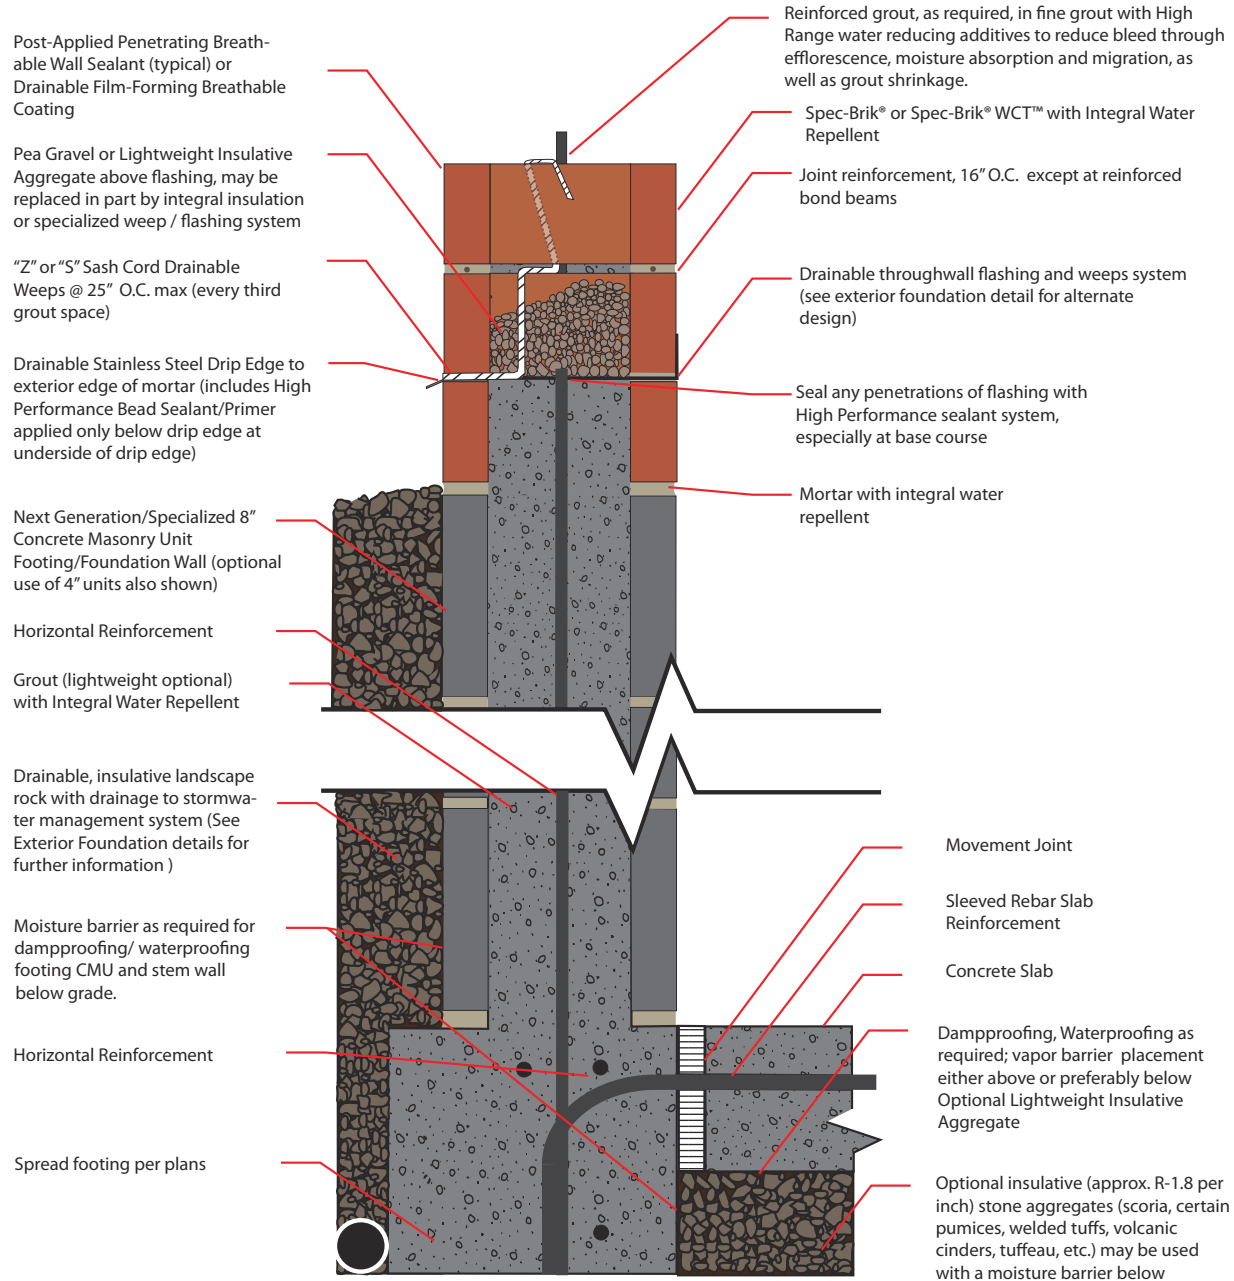 Post-Applied Penetrating Breath-
able Wall Sealant (typical) or
Drainable Film-Forming Breathable
Coating
Pea Gravel or Lightweight Insulative
Aggregate above flashing, may be
replaced in part by integral insulation
or specialized weep / flashing system
“Z” or “S” Sash Cord Drainable
Weeps @ 25” O.C. max (every third
grout space)
Drainable Stainless Steel Drip Edge to
exterior edge of mortar (includes High
Performance Bead Sealant/Primer
applied only below drip edge at
underside of drip edge)
Next Generation/Specialized 8”
Concrete Masonry Unit
Footing/Foundation Wall (optional
use of 4” units also shown)
Horizontal Reinforcement
Grout (lightweight optional)
with Integral Water Repellent
Drainable, insulative landscape
rock with drainage to stormwa-
ter management system (See
Exterior Foundation details for
further information )
Moisture barrier as required for
dampproofing/ waterproofing
footing CMU and stem wall
below grade.
Horizontal Reinforcement
Spread footing per plans
Reinforced grout, as required, in fine grout with High
Range water reducing additives to reduce bleed through
efflorescence, moisture absorption and migration, as
well as grout shrinkage.
Spec-Brik® or Spec-Brik® WCT™ with Integral Water
Repellent
Joint reinforcement, 16” O.C. except at reinforced
bond beams
Drainable throughwall flashing and weeps system
(see exterior foundation detail for alternate
design)
Seal any penetrations of flashing with
High Performance sealant system,
especially at base course
Mortar with integral water
repellent
Movement Joint
Sleeved Rebar Slab
Reinforcement
Concrete Slab
Dampproofing, Waterproofing as
required; vapor barrier placement
either above or preferably below
Optional Lightweight Insulative
Aggregate
Optional insulative (approx. R-1.8 per
inch) stone aggregates (scoria, certain
pumices, welded tuffs, volcanic
cinders, tuffeau, etc.) may be used
with a moisture barrier below